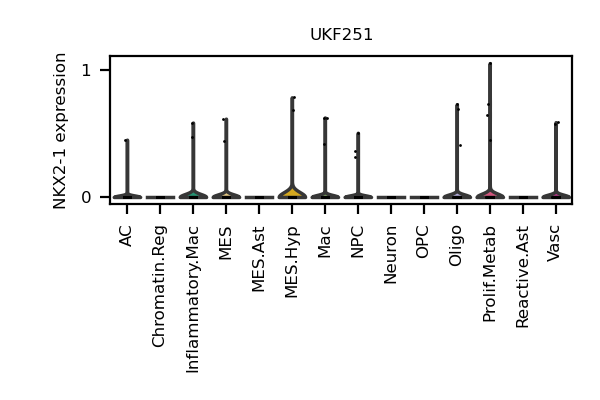 UKF251
NKX2-1 expression
1
0
AC
Chromatin.Reg
Inflammatory.Mac
MES
MES.Ast
MES.Hyp
Mac
NPC
Neuron
OPC
Oligo
Prolif.Metab
Reactive.Ast
Vasc